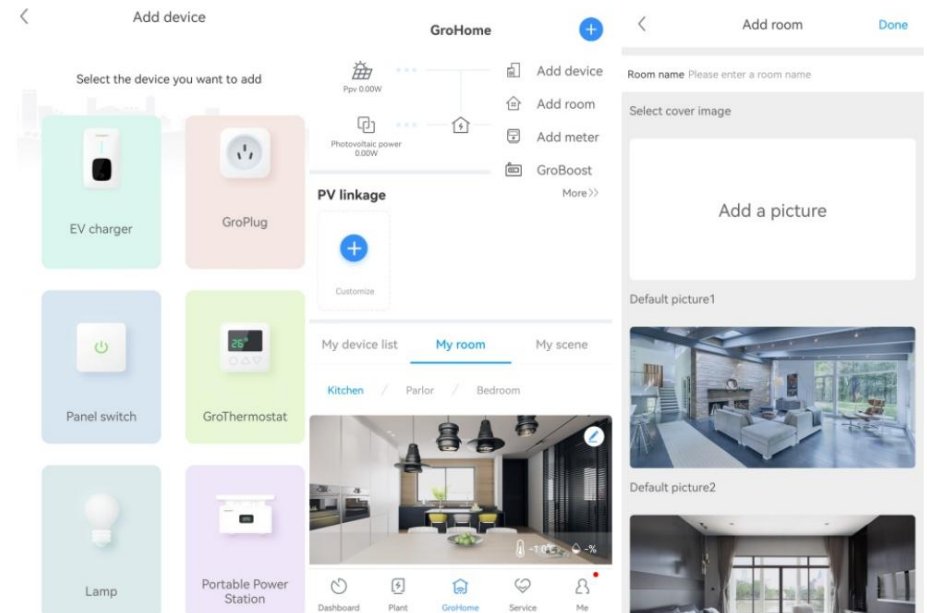 Add device
Select the device you want to add
EV charger
GroPlug
Panel switch
GroThermostat
26°
Lamp
Portable Power
Station
GroHome
Ppv 0.00W
Photovoltaic power
0.00W
Add device
Add room
Add meter
GroBoost
PV linkage
More
Customize
My device list
My room
My scene
Kitchen / Parlor / Bedroom
-%
Dashboard
Plant
GroHome
Service
Me
Add room
Done
Room name Please enter a room name
Select cover image
Add a picture
Default picture1
Default picture2